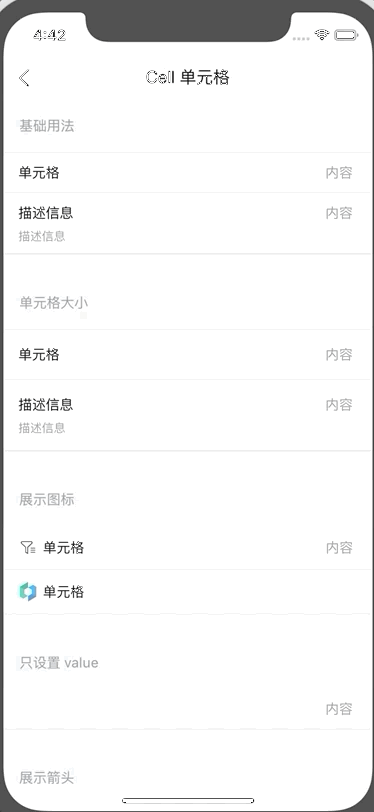 4:42
Cell 单元格
基础用法
单元格 内容
描述信息 内容
描述信息
单元格大小
单元格 内容
描述信息 内容
描述信息
展示图标
单元格 内容
单元格
只设置 value
内容
展示箭头